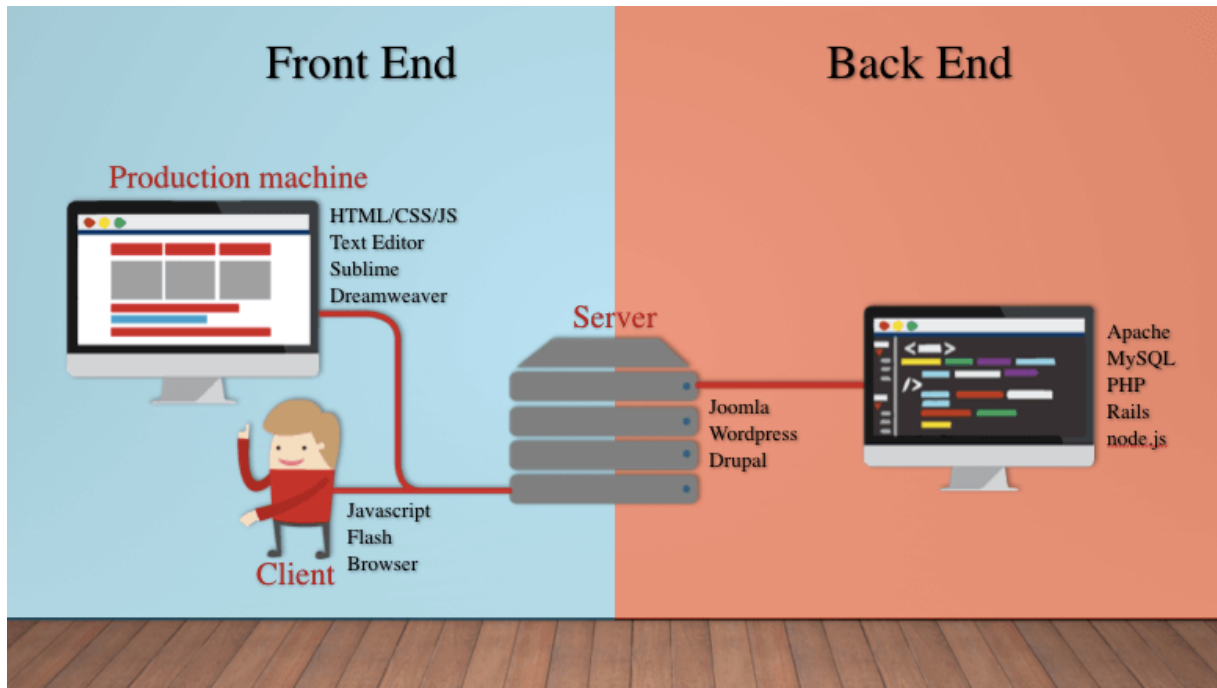 Front End
Back End
Production machine
HTML/CSS/JS
Text Editor
Sublime
Dreamweaver
Server
Joomla
Wordpress
Drupal
Apache
MySQL
PHP
Rails
node.js
Javascript
Flash
Browser
Client